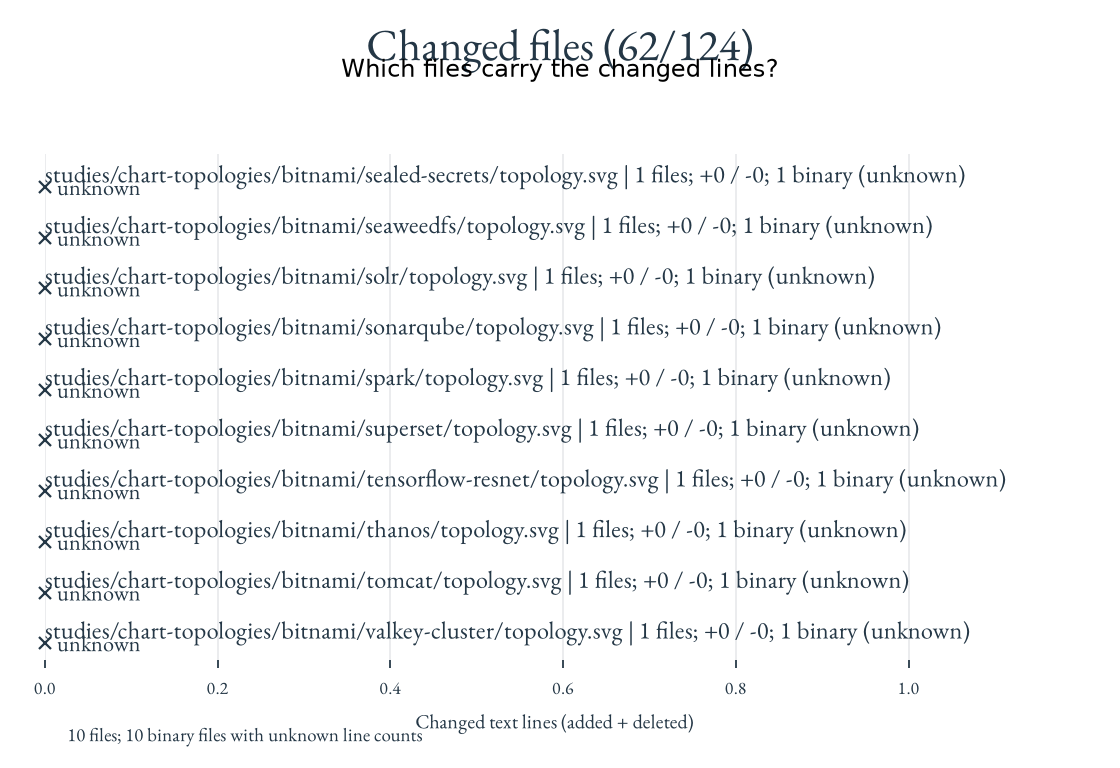 Changed files (62/124)
Which files carry the changed lines?
studies/chart-topologies/bitnami/sealed-secrets/topology.svg | 1 files; +0 / -0; 1 binary (unknown)
unknown
studies/chart-topologies/bitnami/seaweedfs/topology.svg | 1 files; +0 / -0; 1 binary (unknown)
unknown
studies/chart-topologies/bitnami/solr/topology.svg | 1 files; +0 / -0; 1 binary (unknown)
unknown
studies/chart-topologies/bitnami/sonarqube/topology.svg | 1 files; +0 / -0; 1 binary (unknown)
unknown
studies/chart-topologies/bitnami/spark/topology.svg | 1 files; +0 / -0; 1 binary (unknown)
unknown
studies/chart-topologies/bitnami/superset/topology.svg | 1 files; +0 / -0; 1 binary (unknown)
unknown
studies/chart-topologies/bitnami/tensorflow-resnet/topology.svg | 1 files; +0 / -0; 1 binary (unknown)
unknown
studies/chart-topologies/bitnami/thanos/topology.svg | 1 files; +0 / -0; 1 binary (unknown)
unknown
studies/chart-topologies/bitnami/tomcat/topology.svg | 1 files; +0 / -0; 1 binary (unknown)
unknown
studies/chart-topologies/bitnami/valkey-cluster/topology.svg | 1 files; +0 / -0; 1 binary (unknown)
unknown
0.0 0.2 0.4 0.6 0.8 1.0
Changed text lines (added + deleted)
10 files; 10 binary files with unknown line counts